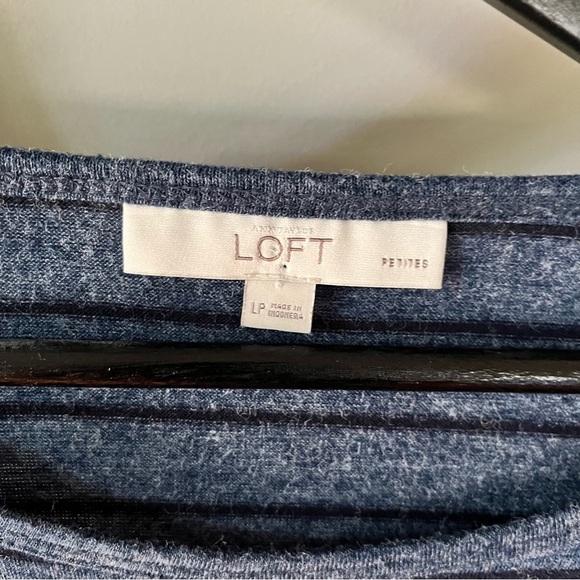 ANN TAYLOR
LOFT
PETITES
LP
MADE IN
INDONESIA